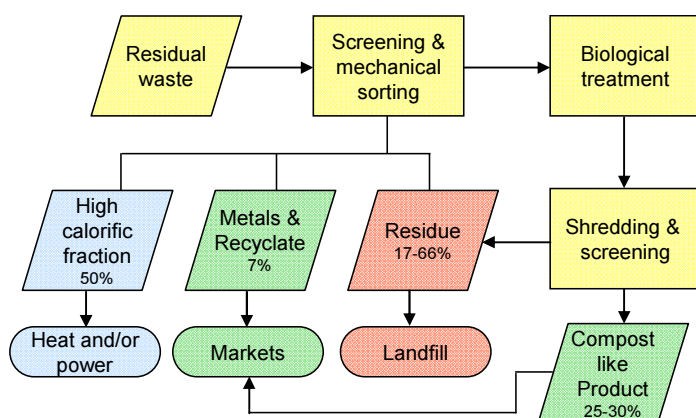 Residual
waste
Screening &
mechanical
sorting
Biological
treatment
High
calorific
fraction
50%
Metals &
Recyclate
7%
Residue
17-66%
Shredding &
screening
Heat and/or
power
Markets
Landfill
Compost
like
Product
25-30%